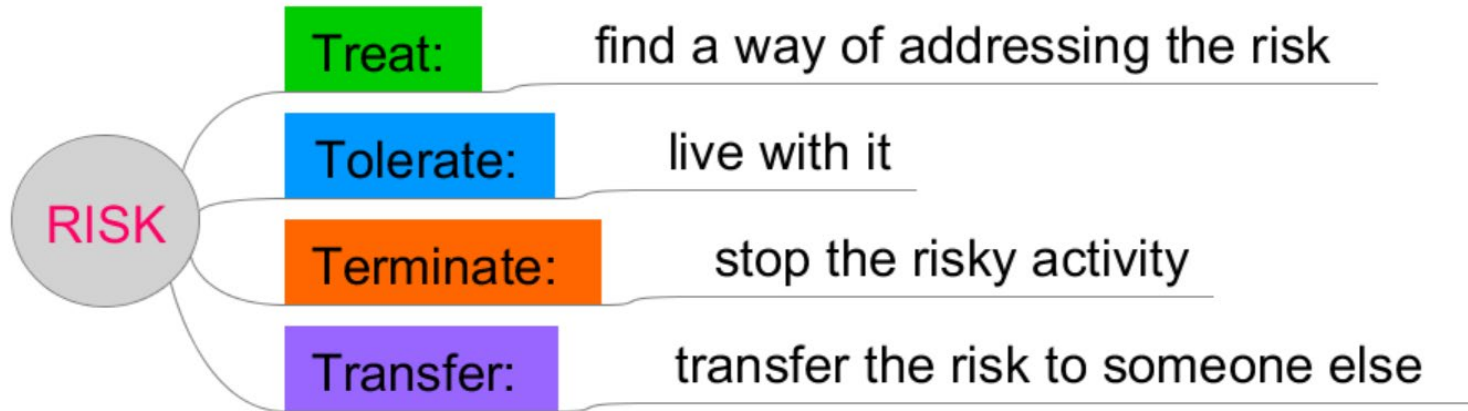 RISK
Treat: find a way of addressing the risk
Tolerate: live with it
Terminate: stop the risky activity
Transfer: transfer the risk to someone else